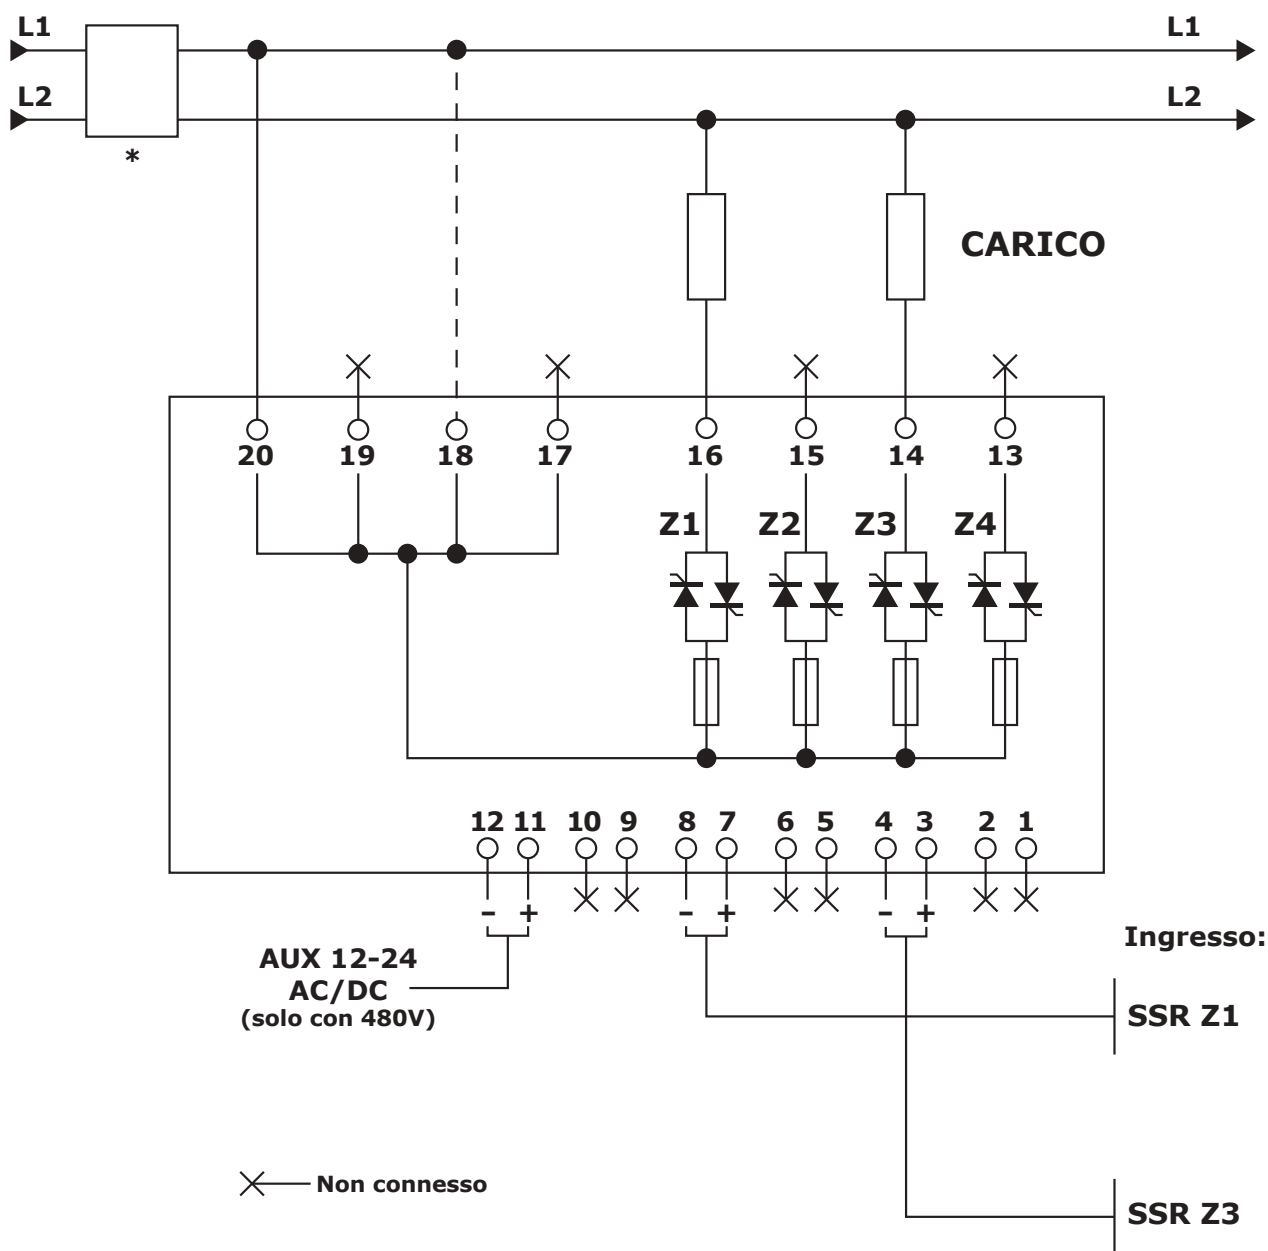 L1 L1
L2 L2
*
CARICO
20 19 18 17 16 15 14 13
Z1 Z2 Z3 Z4
12 11 10 9 8 7 6 5 4 3 2 1
- + - + - +
Ingresso:
AUX 12-24
AC/DC
(solo con 480V)
SSR Z1
Non connesso
SSR Z3